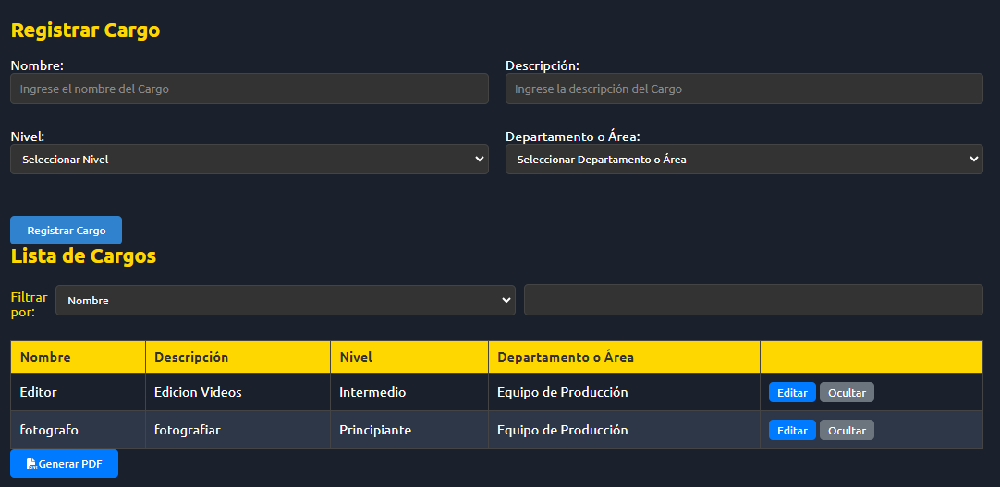 Registrar Cargo
Nombre: Descripción:
Ingrese el nombre del Cargo Ingrese la descripción del Cargo
Nivel: Departamento o Área:
Seleccionar Nivel Seleccionar Departamento o Área
Registrar Cargo
Lista de Cargos
Filtrar
por: Nombre
Nombre Descripción Nivel Departamento o Área
Editor Edicion Videos Intermedio Equipo de Producción Editar Ocultar
fotografo fotografiar Principiante Equipo de Producción Editar Ocultar
Generar PDF